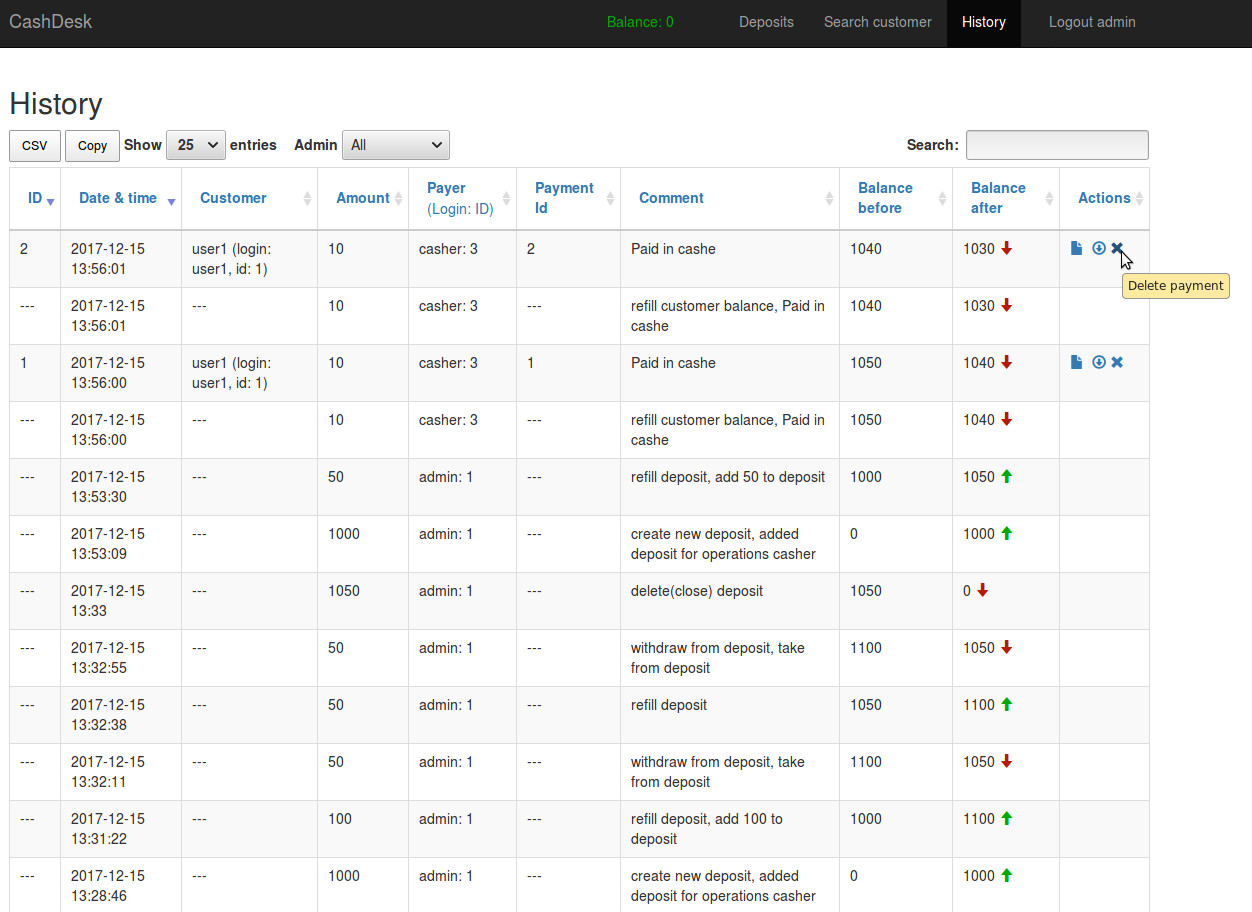 CashDesk Balance: 0 Deposits Search customer History Logout admin
History
CSV Copy Show 25 entries Admin All Search:
ID Date & time Customer Amount Payer (Login: ID) Payment Id Comment Balance before Balance after Actions
2 2017-12-15 13:56:01 user1 (login: user1, id: 1) 10 casher: 3 2 Paid in cashe 1040 1030
Delete payment
--- 2017-12-15 13:56:01 --- 10 casher: 3 --- refill customer balance, Paid in cashe 1040 1030
1 2017-12-15 13:56:00 user1 (login: user1, id: 1) 10 casher: 3 1 Paid in cashe 1050 1040
--- 2017-12-15 13:56:00 --- 10 casher: 3 --- refill customer balance, Paid in cashe 1050 1040
--- 2017-12-15 13:53:30 --- 50 admin: 1 --- refill deposit, add 50 to deposit 1000 1050
--- 2017-12-15 13:53:09 --- 1000 admin: 1 --- create new deposit, added deposit for operations casher 0 1000
--- 2017-12-15 13:33 --- 1050 admin: 1 --- delete(close) deposit 1050 0
--- 2017-12-15 13:32:55 --- 50 admin: 1 --- withdraw from deposit, take from deposit 1100 1050
--- 2017-12-15 13:32:38 --- 50 admin: 1 --- refill deposit 1050 1100
--- 2017-12-15 13:32:11 --- 50 admin: 1 --- withdraw from deposit, take from deposit 1100 1050
--- 2017-12-15 13:31:22 --- 100 admin: 1 --- refill deposit, add 100 to deposit 1000 1100
--- 2017-12-15 13:28:46 --- 1000 admin: 1 --- create new deposit, added deposit for operations casher 0 1000